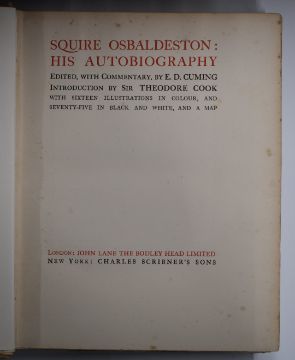 SQUIRE OSBALDESTON:
HIS AUTOBIOGRAPHY
EDITED, WITH COMMENTARY, BY E. D. CUMING
INTRODUCTION BY SIR THEODORE COOK
WITH SIXTEEN ILLUSTRATIONS IN COLOUR, AND
SEVENTY-FIVE IN BLACK AND WHITE, AND A MAP
LONDON: JOHN LANE THE BODLEY HEAD LIMITED
NEW YORK: CHARLES SCRIBNER'S SONS